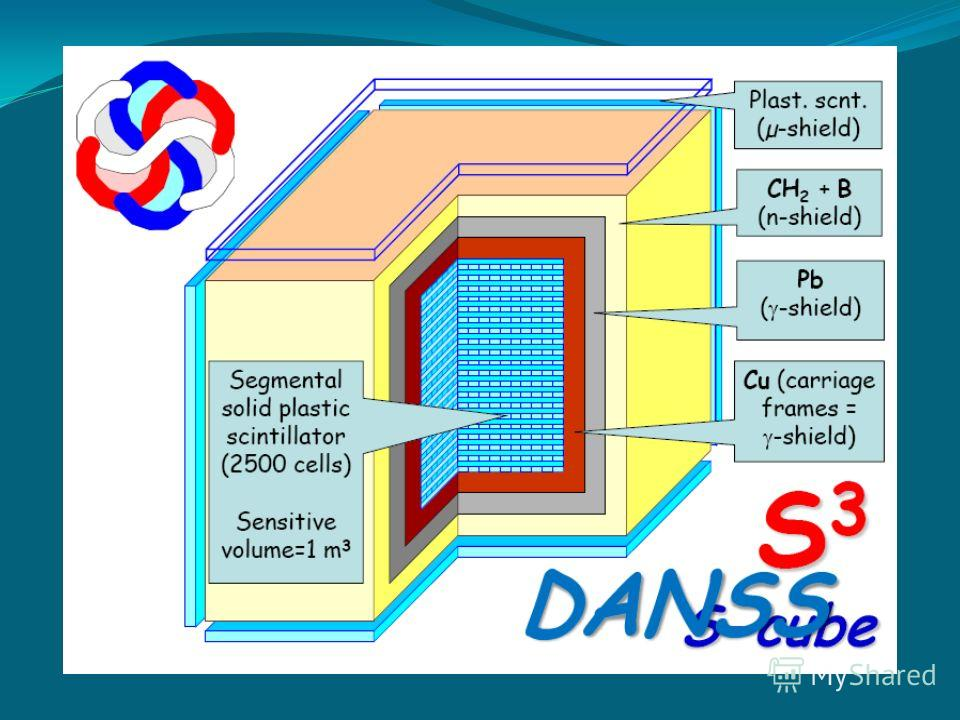 Plast. scnt.
(μ-shield)
CH₂ + B
(n-shield)
Pb
(γ-shield)
Cu (carriage
frames =
γ-shield)
Segmental
solid plastic
scintillator
(2500 cells)
Sensitive
volume=1 m³
S³
DANSS
S cube
MyShared